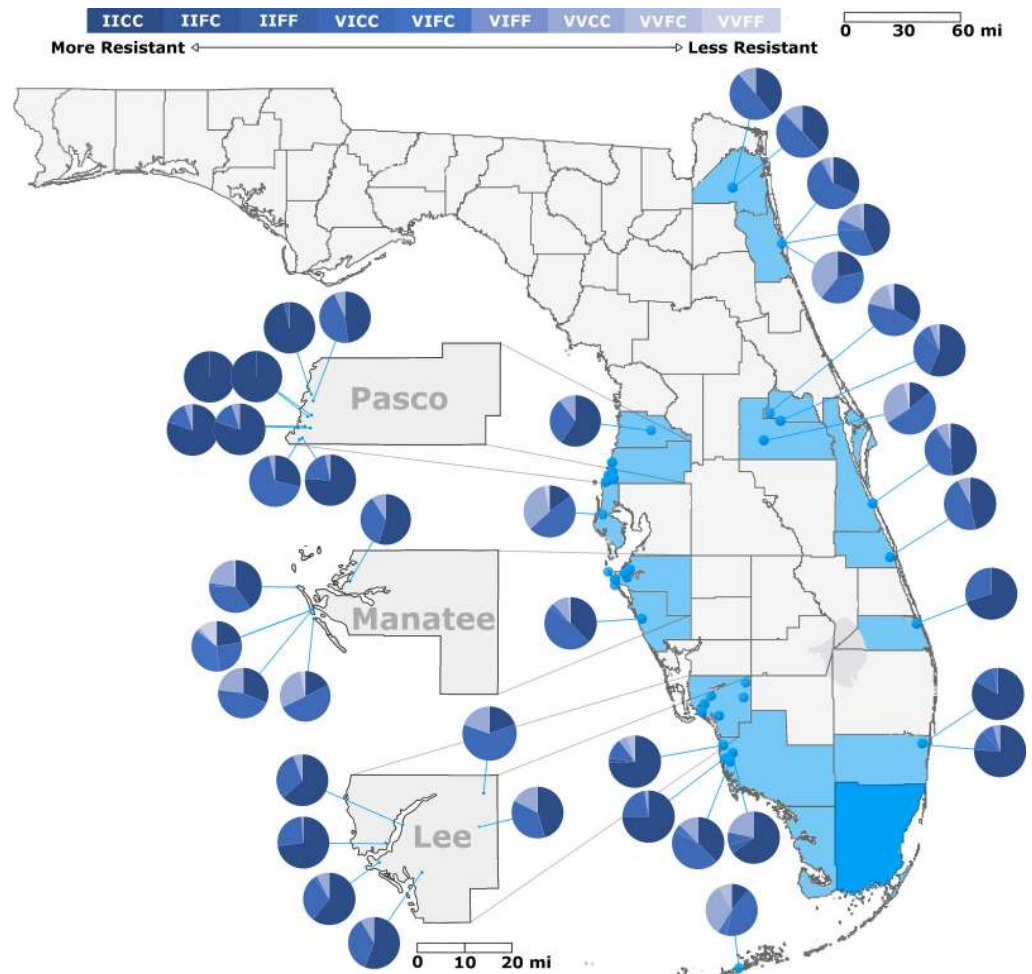 IICC IIFC IIFF VICC VIFC VIFF VVCC VVFC VVFF
More Resistant Less Resistant
0 30 60 mi
Pasco
Manatee
Lee
0 10 20 mi